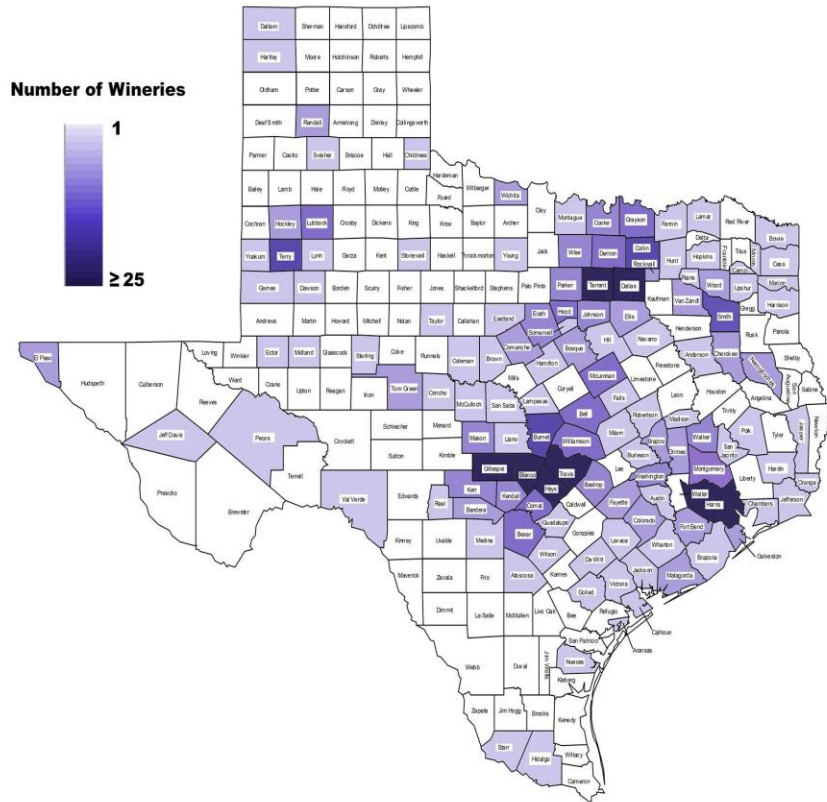 Number of Wineries
1
≥ 25
Dallam Sherman Hansford Ochiltree Lipscomb
Hartley Moore Hutchinson Roberts Hemphill
Oldham Potter Carson Gray Wheeler
Deaf Smith Randall Armstrong Donley Collingsworth
Parmer Castro Swisher Briscoe Hall Childress
Hardeman
Bailey Lamb Hale Floyd Motley Cottle Foard Wilbarger Wichita
Clay Montague Cooke Grayson Fannin Lamar Red River Bowie
Cochran Hockley Lubbock Crosby Dickens King Knox Baylor Archer
Delta Franklin Titus Morris Camp Cass
Yoakum Terry Lynn Garza Kent Stonewall Haskell Throckmorton Young Jack Wise Denton Collin Rockwall Hunt Hopkins Rains Wood Upshur Marion
Gaines Dawson Borden Scurry Fisher Jones Shackelford Stephens Palo Pinto Parker Tarrant Dallas Kaufman Van Zandt Smith Gregg Harrison
Andrews Martin Howard Mitchell Nolan Taylor Callahan Eastland Erath Hood Somervell Johnson Ellis Henderson Rusk Panola
El Paso Hudspeth Culberson Loving Winkler Ector Midland Glasscock Sterling Coke Runnels Coleman Brown Comanche Hamilton Bosque Hill Navarro Anderson Cherokee Nacogdoches Shelby
Reeves Ward Crane Upton Reagan Irion Tom Green Concho McCulloch San Saba Mills Lampasas Coryell McLennan Limestone Freestone Leon Houston Angelina San Augustine Sabine
Jeff Davis Pecos Crockett Schleicher Menard Mason Llano Burnet Bell Falls Robertson Madison Trinity Polk Tyler Jasper Newton
Presidio Brewster Terrell Sutton Kimble Gillespie Blanco Williamson Travis Milam Burleson Brazos Grimes Walker San Jacinto Hardin Orange
Val Verde Edwards Real Kerr Kendall Bandera Comal Hays Bastrop Lee Washington Montgomery Liberty Jefferson
Caldwell Fayette Austin Waller Harris Chambers
Kinney Uvalde Medina Bexar Guadalupe Gonzales Lavaca Colorado Fort Bend Galveston
Wilson De Witt Wharton Brazoria
Maverick Zavala Frio Atascosa Karnes Jackson Matagorda
Goliad Victoria
Dimmit La Salle McMullen Live Oak Bee Refugio Calhoun
Aransas
San Patricio
Webb Duval Jim Wells Nueces
Kleberg
Zapata Jim Hogg Brooks Kenedy
Starr Hidalgo Willacy
Cameron